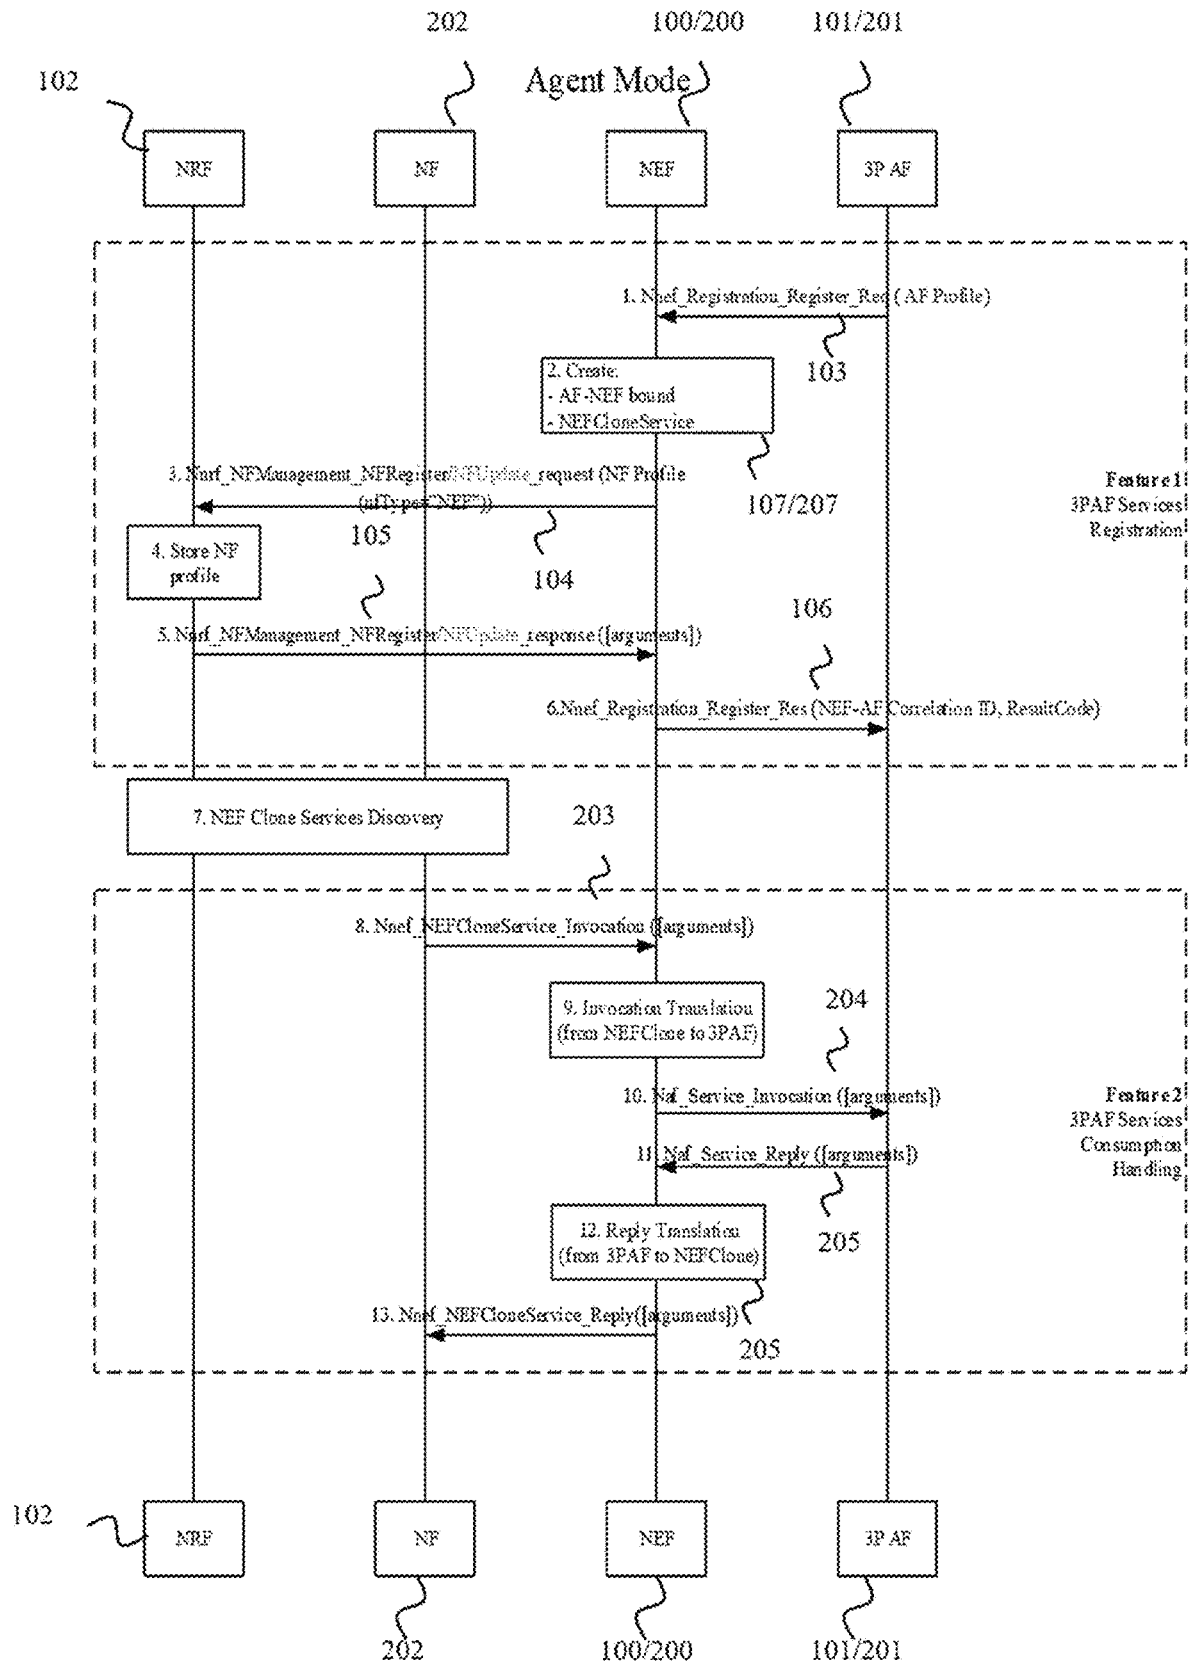 202
100/200
101/201
102
Agent Mode
NRF
NF
NEF
3P AF
1. Nnef_Registration_Register_Req ( AF Profile)
103
2. Create:
- AF-NEF bound
- NEFCloneService
107/207
3. Nnrf_NFManagement_NFRegister/NFUpdate_request (NF Profile
(nfType="NEF"))
Feature 1
3PAF Services
Registration
105
104
4. Store NF
profile
106
5. Nnrf_NFManagement_NFRegister/NFUpdate_response ([arguments])
6.Nnef_Registration_Register_Res (NEF-AF Correlation ID, ResultCode)
7. NEF Clone Services Discovery
203
8. Nnef_NEFCloneService_Invocation ([arguments])
9. Invocation Translation
(from NEFClone to 3PAF)
204
10. Naf_Service_Invocation ([arguments])
Feature 2
3PAF Services
Consumption
Handling
11. Naf_Service_Reply ([arguments])
205
12. Reply Translation
(from 3PAF to NEFClone)
13. Nnef_NEFCloneService_Reply([arguments])
205
102
NRF
NF
NEF
3P AF
202
100/200
101/201